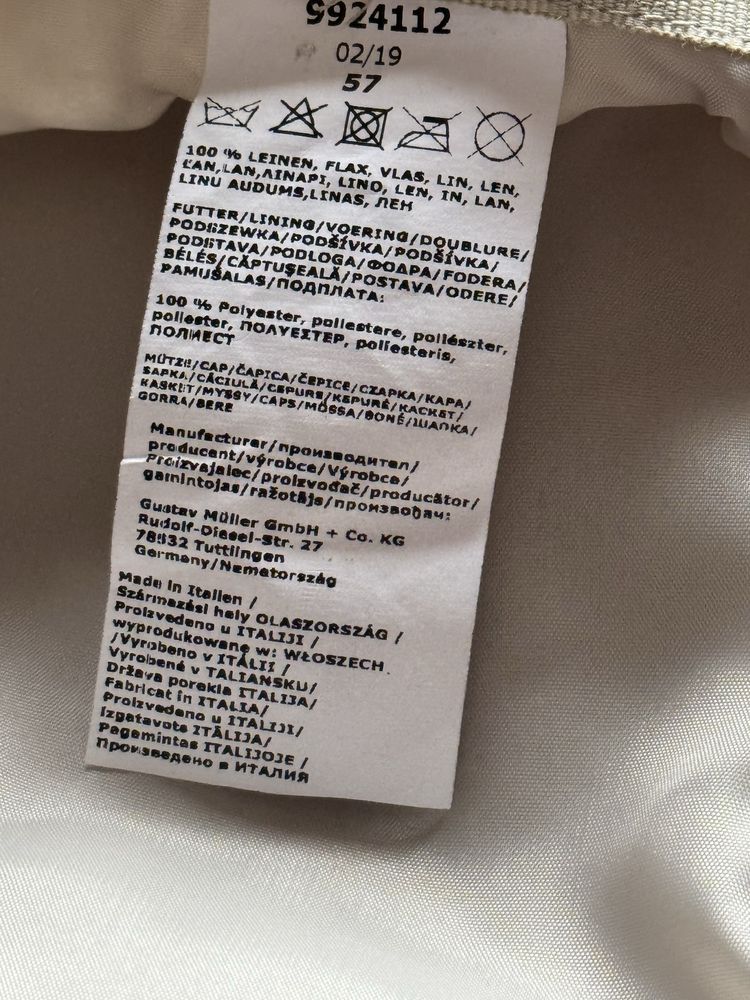 9924112
02/19
57
100 % LEINEN, FLAX, VLAS, LIN, LEN,
ĽAN,LAN,ΛΙΝΑΡΙ, LINO, LEN, IN, LAN,
LINU AUDUMS,LINAS, ЛЕН
FUTTER/LINING/VOERING/DOUBLURE/
PODSZEWKA/PODŠÍVKA/PODŠÍVKA/
PODSTAVA/PODLOGA/ΦΟΔΡΑ/FODERA/
BÉLÉS/CĂPTUŞEALĂ/POSTAVA/ODERE/
PAMUŠALAS/ПОДПЛАТА:
100 % Polyester, poliestere, poliészter,
poliester, ΠΟΛΥΕΣΤΕΡ, poliesteris,
ПОЛИЕСТ
MÜTZE/CAP/ČAPICA/ČEPICE/CZAPKA/KAPA/
SAPKA/CĂCIULĂ/CEPURE/KEPURĖ/KACKET/
KASKET/MYSSY/CAPS/MÖSSA/BONÉ/ШАПКА/
GORRA/BERE
Manufacturer/производител/
producent/výrobce/Výrobca/
Proizvajalec/proizvođač/producător/
gamintojas/ražotājs/производач:
Gustav Müller GmbH + Co. KG
Rudolf-Diesel-Str. 27
78532 Tuttlingen
Germany/Nematország
Made in Italien /
Származási hely OLASZORSZÁG /
Proizvedeno u ITALIJI /
wyprodukowane w: WŁOSZECH
/Vyrobeno v ITÁLII /
Vyrobené v TALIANSKU/
Država porekla ITALIJA/
Fabricat în ITALIA/
Proizvedeno u ITALIJI/
Izgatavots ITĀLIJA/
Pagamintas ITALIJOJE /
Произведено в ИТАЛИЯ